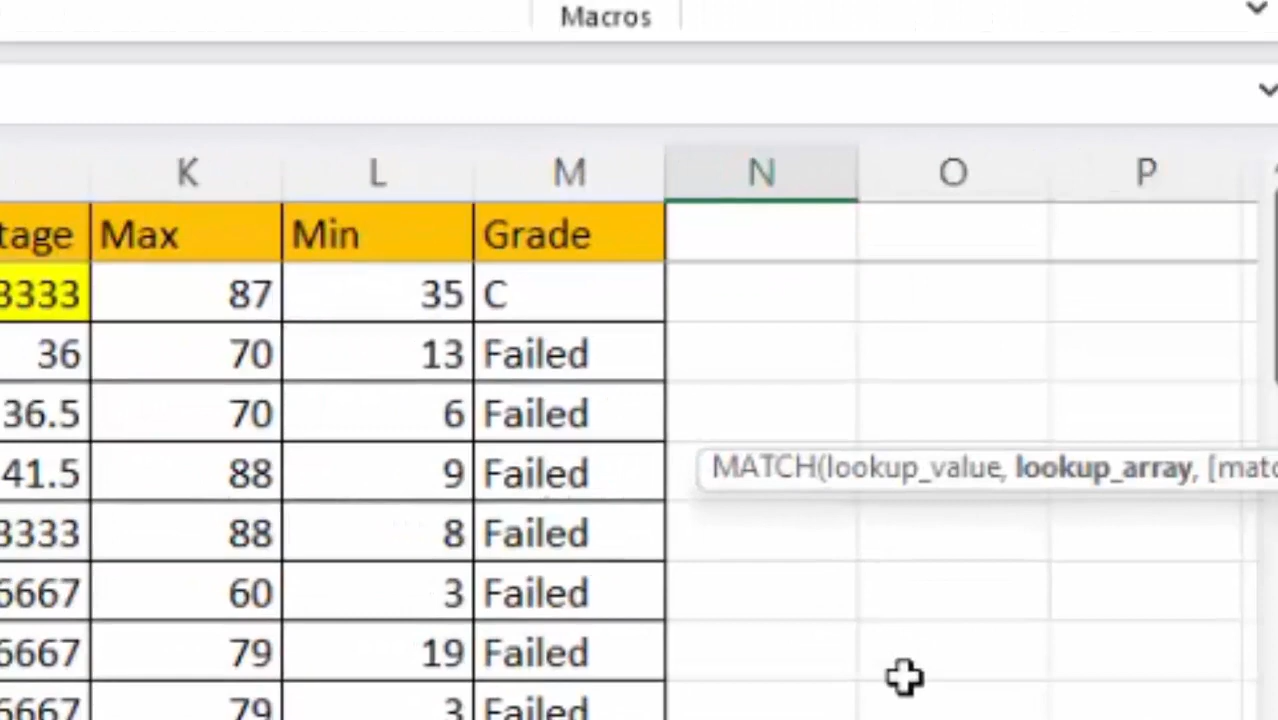 Macros
K L M N O P
tage Max Min Grade
3333 87 35 C
36 70 13 Failed
36.5 70 6 Failed
41.5 88 9 Failed
MATCH(lookup_value, lookup_array, [matc
3333 88 8 Failed
6667 60 3 Failed
6667 79 19 Failed
6667 79 3 Failed